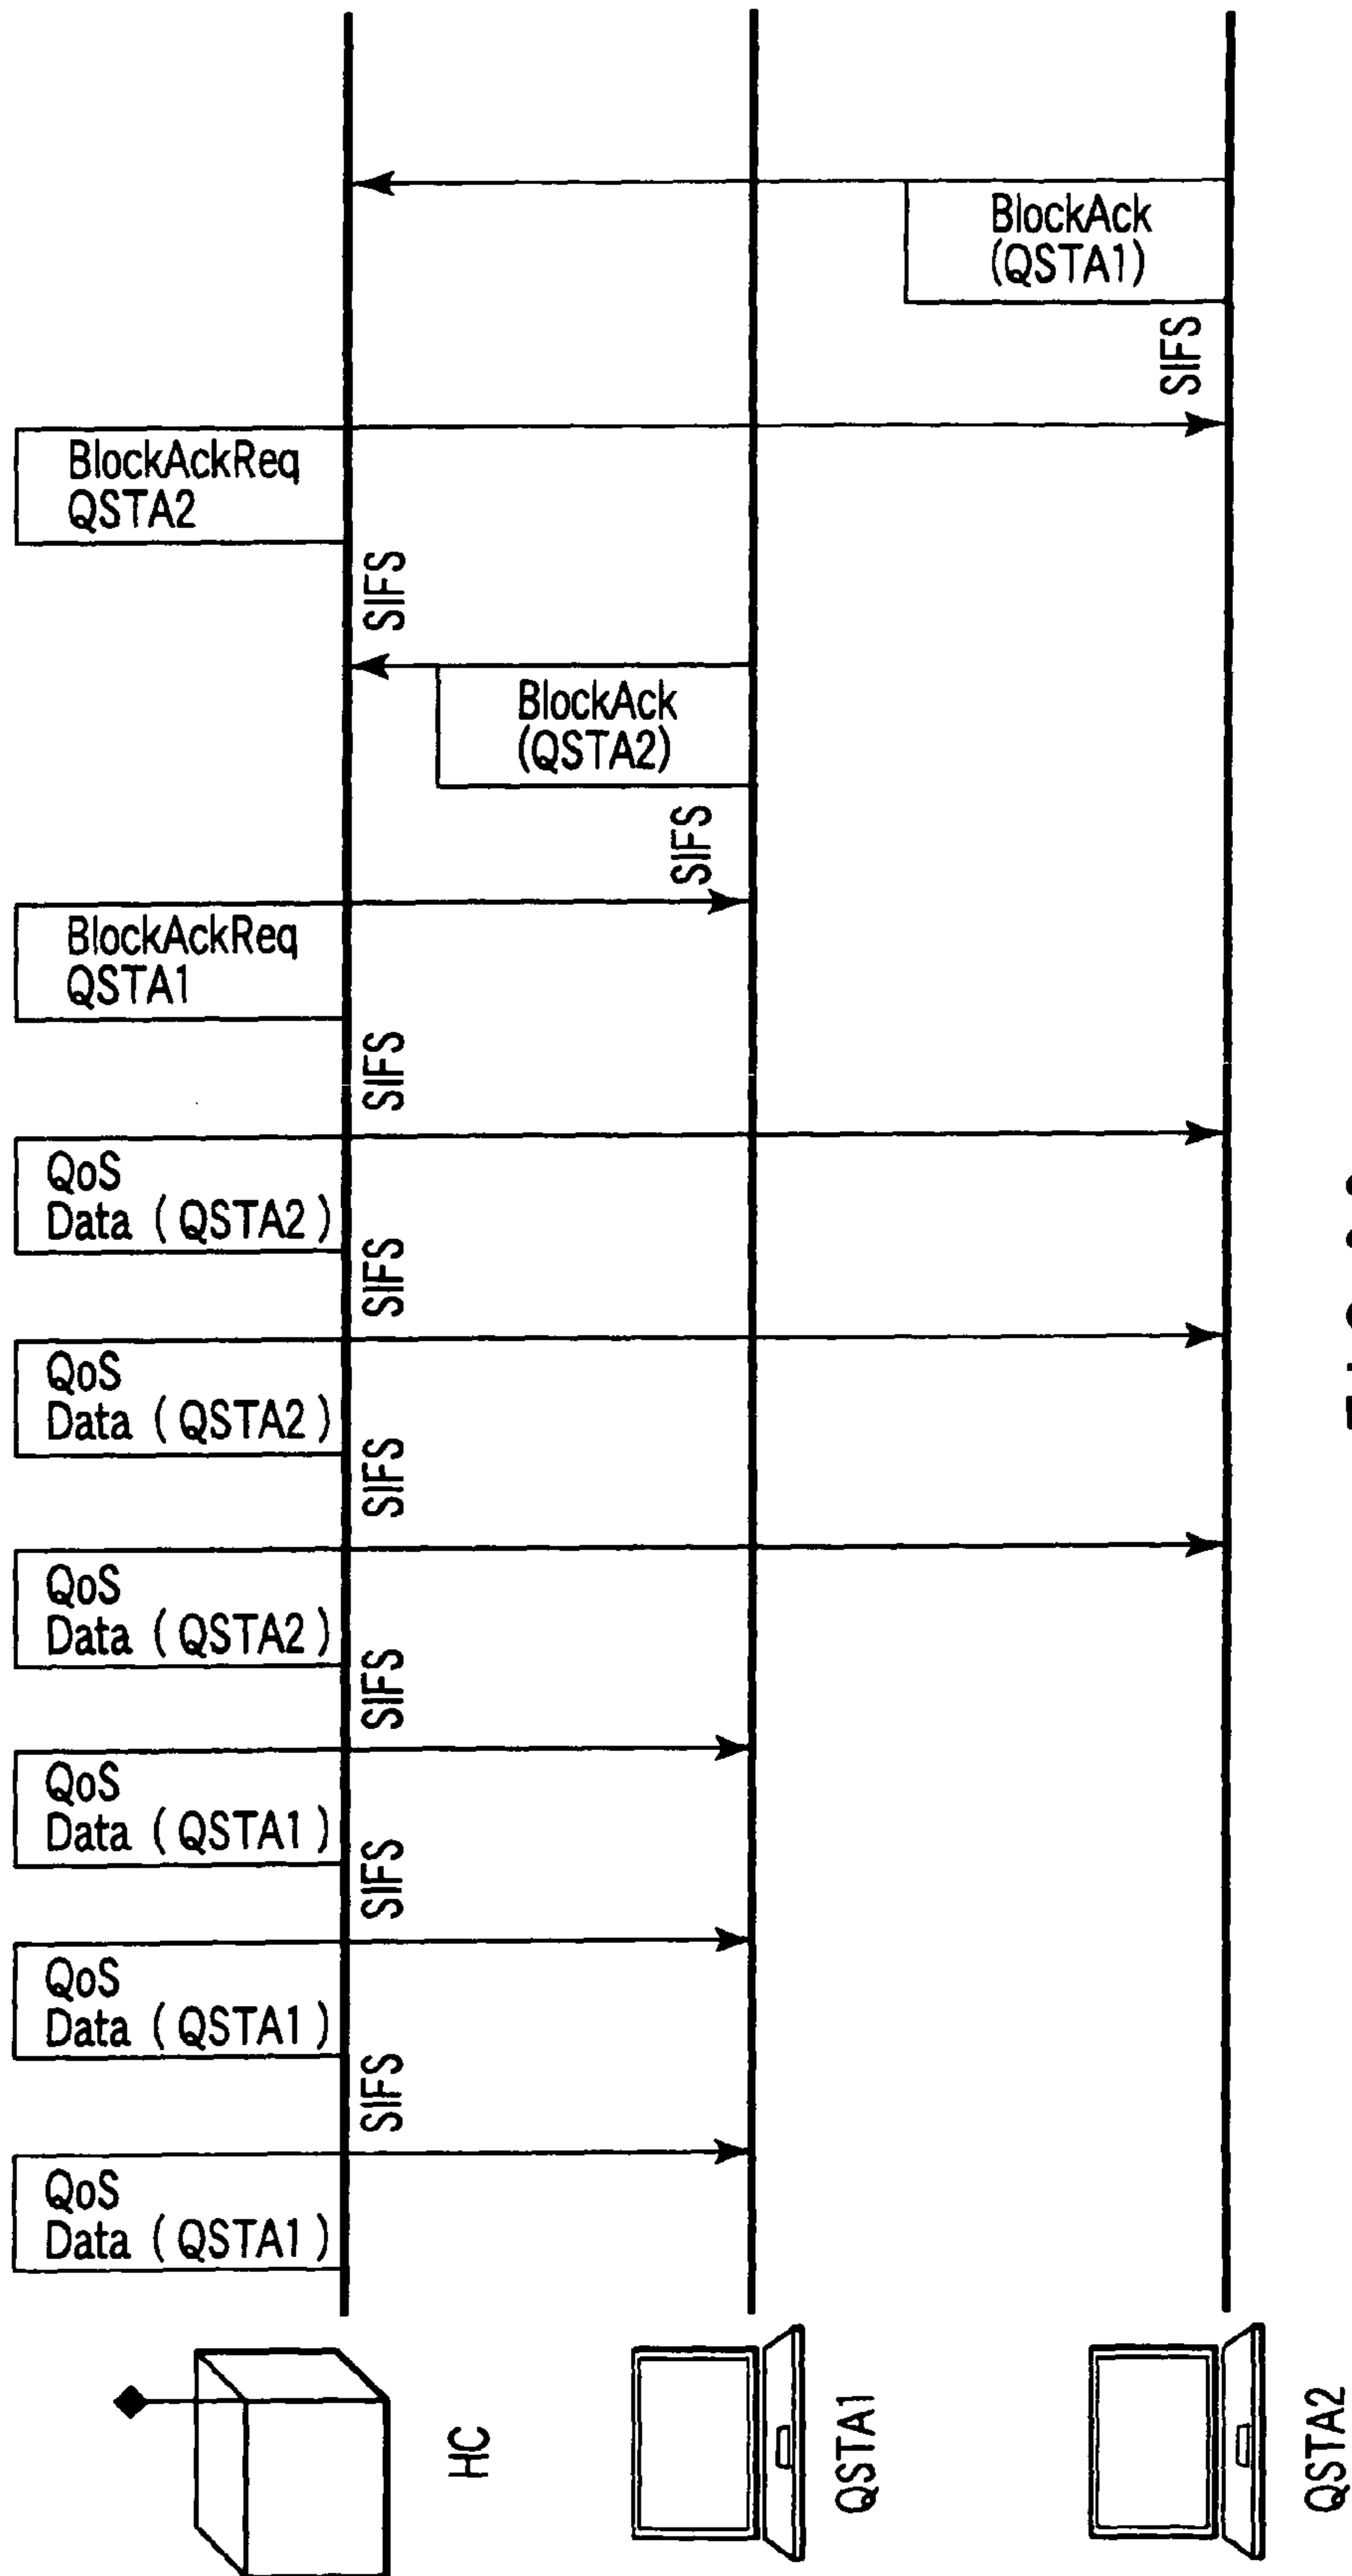 BlockAck
(QSTA1)
SIFS
BlockAckReq
QSTA2
SIFS
BlockAck
(QSTA2)
SIFS
BlockAckReq
QSTA1
SIFS
QoS
Data (QSTA2)
SIFS
QoS
Data (QSTA2)
SIFS
QoS
Data (QSTA2)
SIFS
QoS
Data (QSTA1)
SIFS
QoS
Data (QSTA1)
SIFS
QoS
Data (QSTA1)
HC
QSTA1
QSTA2